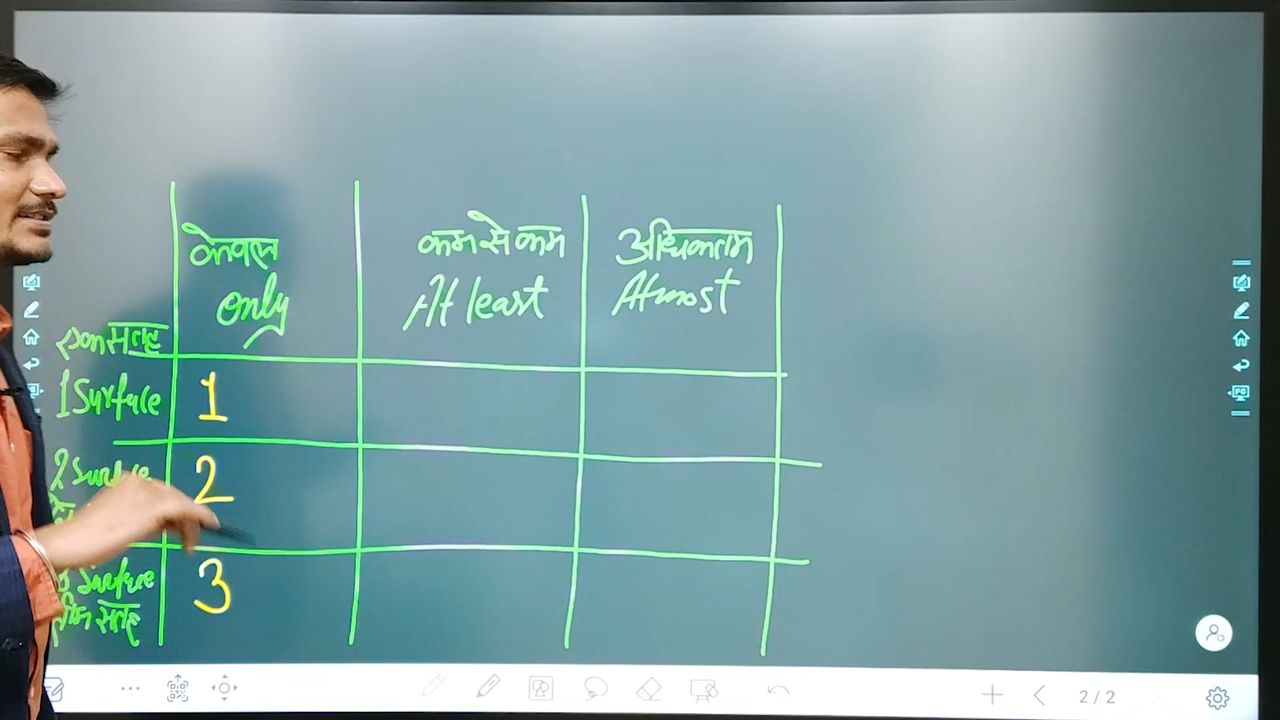 केवल
only
कम से कम
At least
अधिकतम
Atmost
एक सतह
1 Surface
1
2 Surface
2
3 Surface
तीन सतह
3
2/2